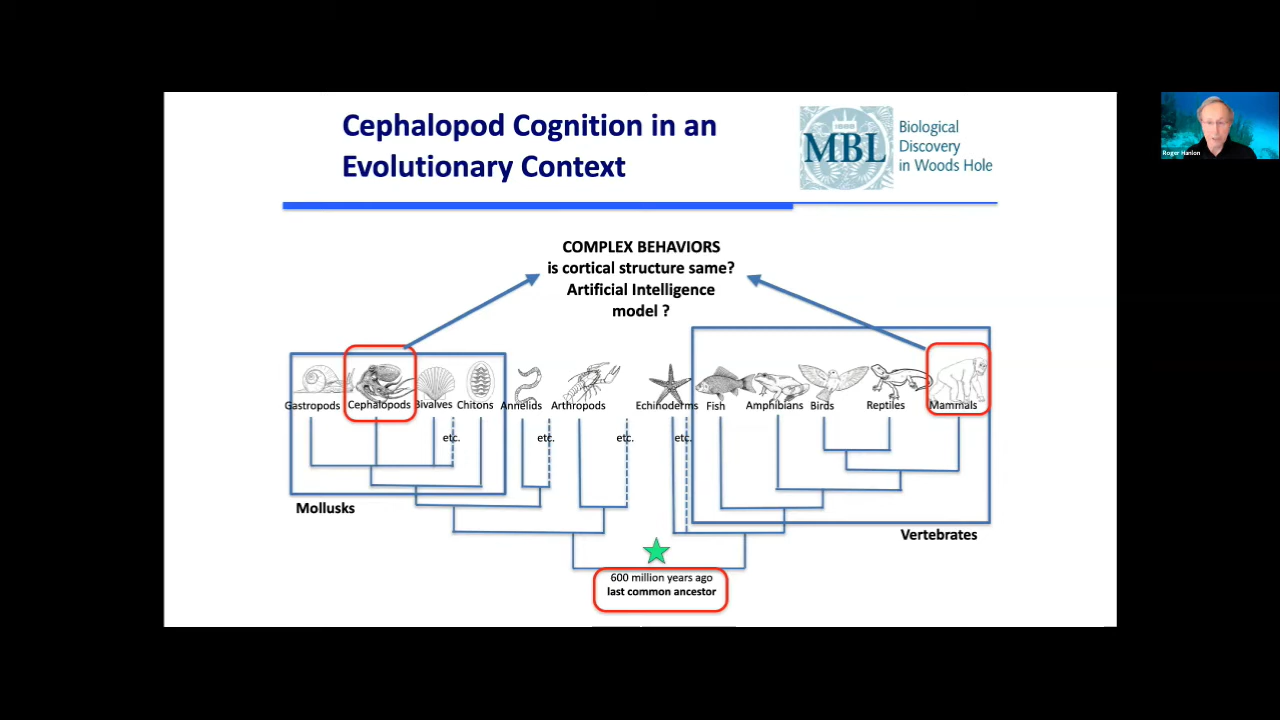 Cephalopod Cognition in an
Evolutionary Context
1888
MBL
Biological
Discovery
in Woods Hole
Roger Hanlon
COMPLEX BEHAVIORS
is cortical structure same?
Artificial Intelligence
model ?
Gastropods Cephalopods Bivalves Chitons Annelids Arthropods Echinoderms Fish Amphibians Birds Reptiles Mammals
etc. etc. etc. etc.
Mollusks
Vertebrates
600 million years ago
last common ancestor